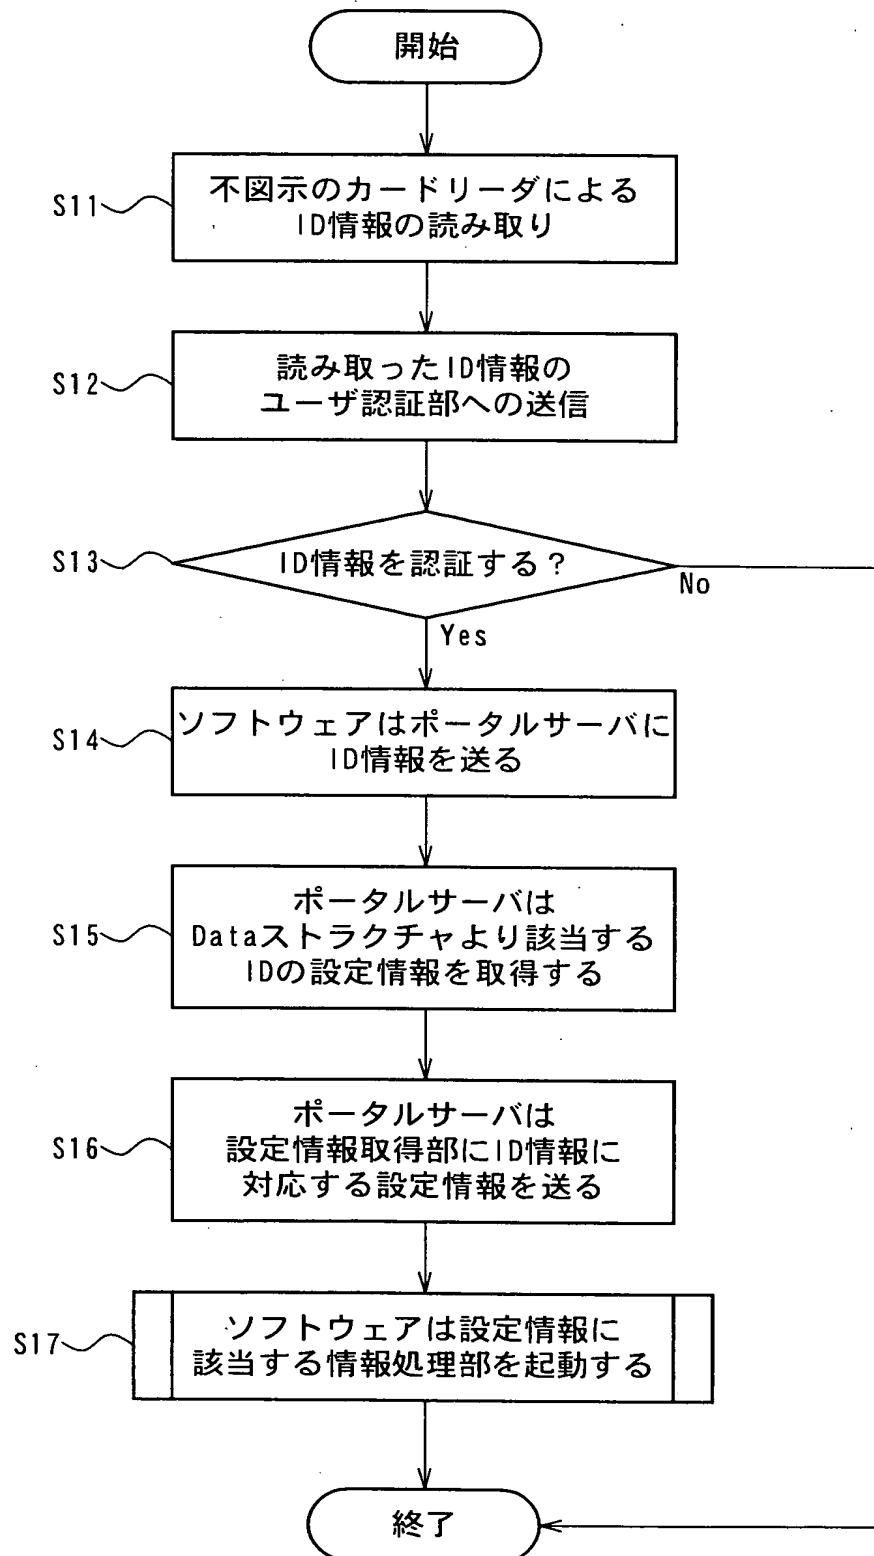 開始
S11
不図示のカードリーダによる
ID情報の読み取り
S12
読み取ったID情報の
ユーザ認証部への送信
S13
ID情報を認証する?
No
Yes
S14
ソフトウェアはポータルサーバに
ID情報を送る
S15
ポータルサーバは
Dataストラクチャより該当する
IDの設定情報を取得する
S16
ポータルサーバは
設定情報取得部にID情報に
対応する設定情報を送る
S17
ソフトウェアは設定情報に
該当する情報処理部を起動する
終了